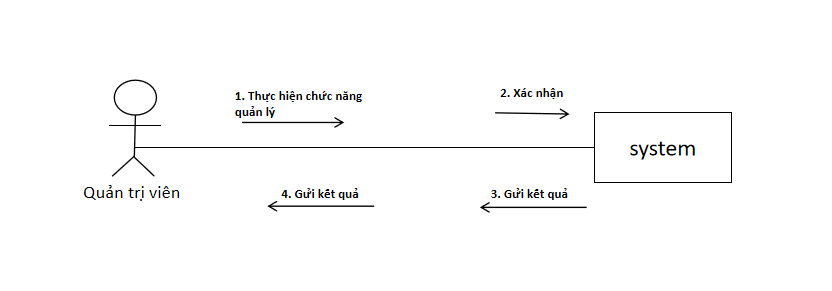 1. Thực hiện chức năng
quản lý
2. Xác nhận
system
Quản trị viên
4. Gửi kết quả
3. Gửi kết quả